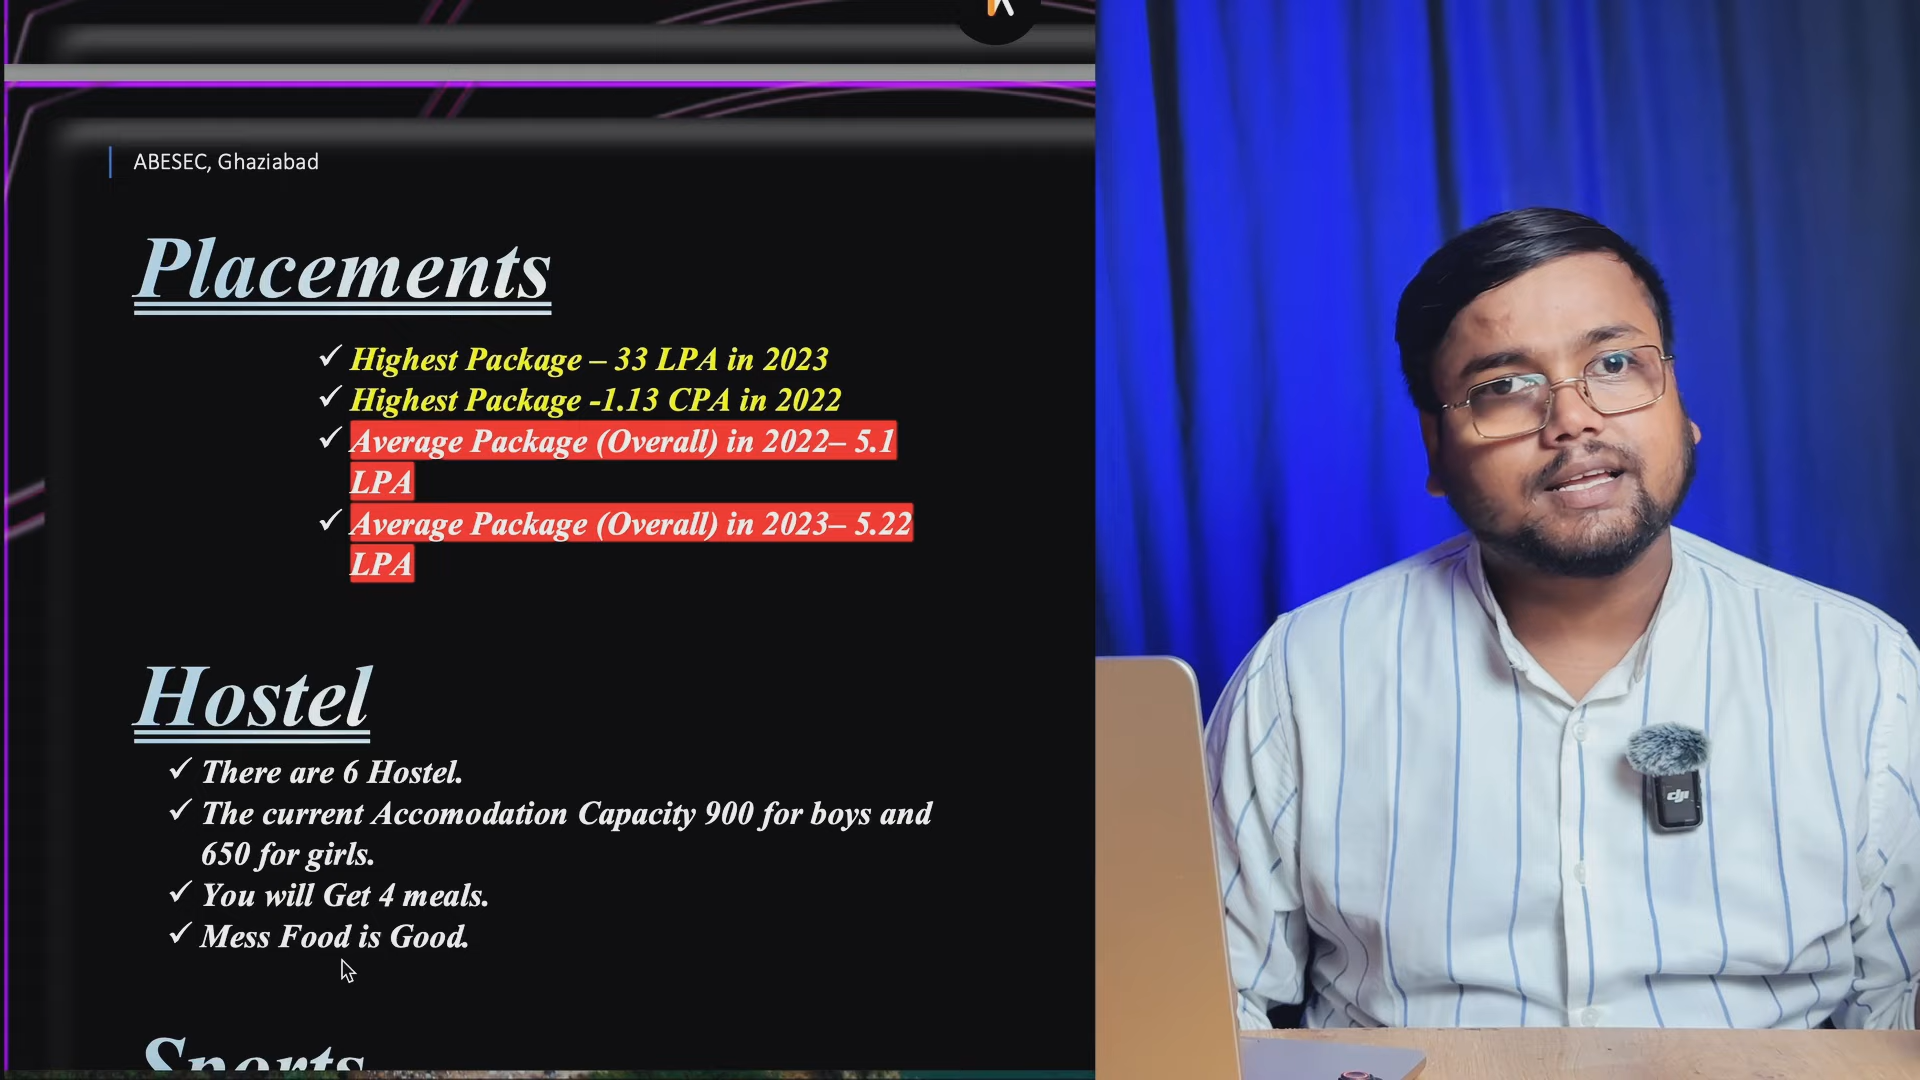 ABESEC, Ghaziabad
Placements
✓ Highest Package – 33 LPA in 2023
✓ Highest Package -1.13 CPA in 2022
✓ Average Package (Overall) in 2022– 5.1
LPA
✓ Average Package (Overall) in 2023– 5.22
LPA
Hostel
✓ There are 6 Hostel.
✓ The current Accomodation Capacity 900 for boys and
650 for girls.
✓ You will Get 4 meals.
✓ Mess Food is Good.
Sports
dji